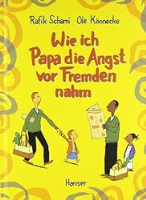 Rafik Schami Ole Könnecke
Wie ich
Papa die Angst
vor Fremden
nahm
Hanser